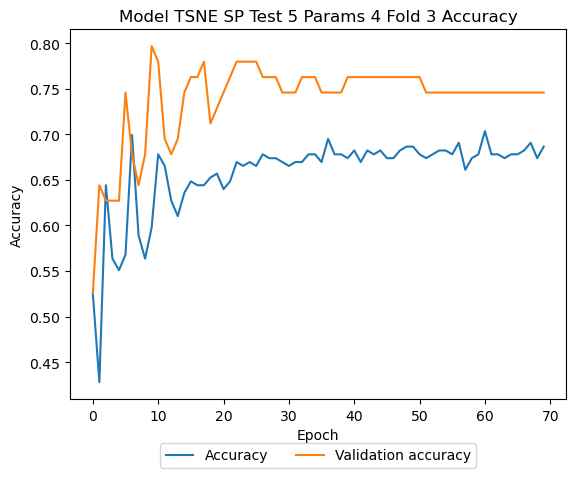 Model TSNE SP Test 5 Params 4 Fold 3 Accuracy
0.80
0.75
0.70
0.65
0.60
0.55
0.50
0.45
Accuracy
0 10 20 30 40 50 60 70
Epoch
Accuracy Validation accuracy